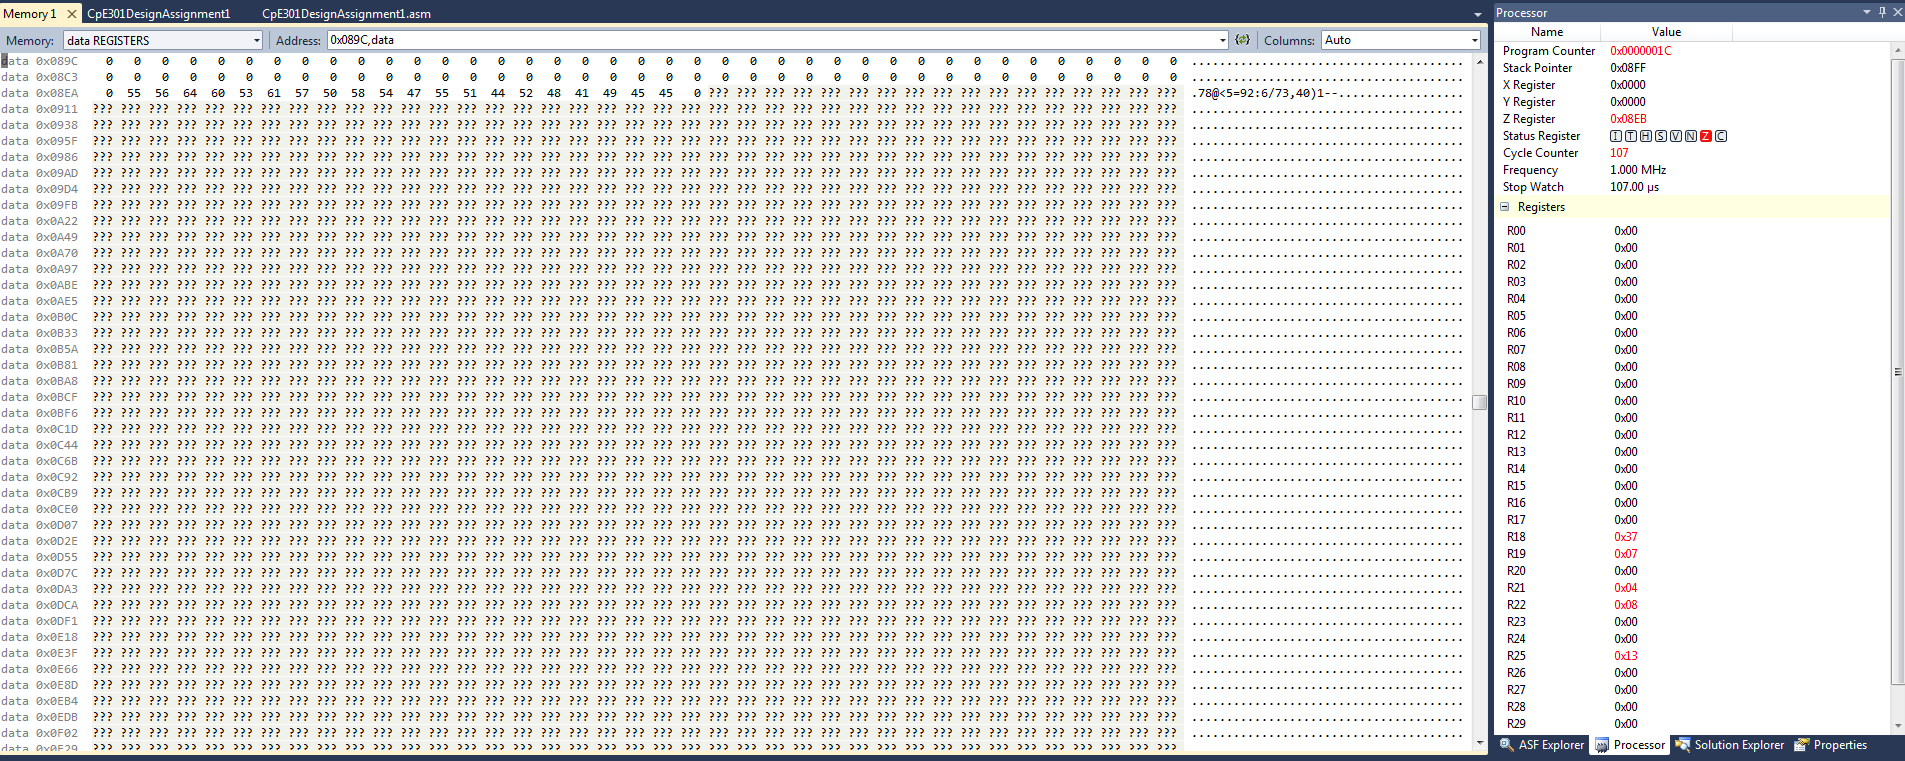 Memory 1
CpE301DesignAssignment1
CpE301DesignAssignment1.asm
Memory: data REGISTERS Address: 0x089C,data Columns: Auto
data 0x089C 0 0 0 0 0 0 0 0 0 0 0 0 0 0 0 0 0 0 0 0 0 0 0 0 0 0 0 0 0 0 0 0 0 0 0 0 0 0 0
data 0x08C3 0 0 0 0 0 0 0 0 0 0 0 0 0 0 0 0 0 0 0 0 0 0 0 0 0 0 0 0 0 0 0 0 0 0 0 0 0 0 0
data 0x08EA 0 55 56 64 60 53 61 57 50 58 54 47 55 51 44 52 48 41 49 45 45 0 ??? ??? ??? ??? ??? ??? ??? ??? ??? ??? ??? ??? ??? ??? ??? ??? ??? .78@<5=92:6/73,40)1--..................
data 0x0911
data 0x0938
data 0x095F
data 0x0986
data 0x09AD
data 0x09D4
data 0x09FB
data 0x0A22
data 0x0A49
data 0x0A70
data 0x0A97
data 0x0ABE
data 0x0AE5
data 0x0B0C
data 0x0B33
data 0x0B5A
data 0x0B81
data 0x0BA8
data 0x0BCF
data 0x0BF6
data 0x0C1D
data 0x0C44
data 0x0C6B
data 0x0C92
data 0x0CB9
data 0x0CE0
data 0x0D07
data 0x0D2E
data 0x0D55
data 0x0D7C
data 0x0DA3
data 0x0DCA
data 0x0DF1
data 0x0E18
data 0x0E3F
data 0x0E66
data 0x0E8D
data 0x0EB4
data 0x0EDB
data 0x0F02
data 0x0F29
Processor
Name Value
Program Counter 0x0000001C
Stack Pointer 0x08FF
X Register 0x0000
Y Register 0x0000
Z Register 0x08EB
Status Register I T H S V N Z C
Cycle Counter 107
Frequency 1.000 MHz
Stop Watch 107.00 µs
Registers
R00 0x00
R01 0x00
R02 0x00
R03 0x00
R04 0x00
R05 0x00
R06 0x00
R07 0x00
R08 0x00
R09 0x00
R10 0x00
R11 0x00
R12 0x00
R13 0x00
R14 0x00
R15 0x00
R16 0x00
R17 0x00
R18 0x37
R19 0x07
R20 0x00
R21 0x04
R22 0x08
R23 0x00
R24 0x00
R25 0x13
R26 0x00
R27 0x00
R28 0x00
R29 0x00
ASF Explorer
Processor
Solution Explorer
Properties